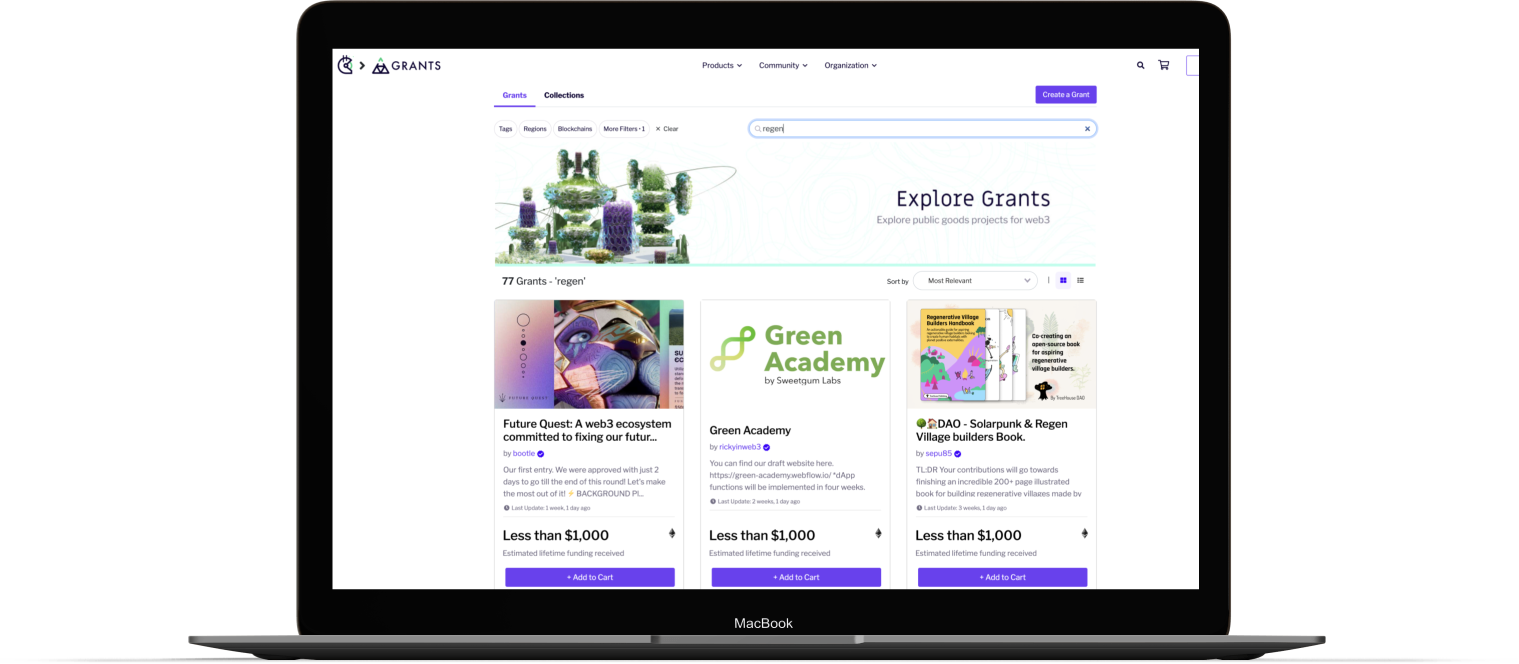 GRANTS
Products
Community
Organization
Grants
Collections
Create a Grant
Tags
Regions
Blockchains
More Filters • 1
× Clear
regen
Explore Grants
Explore public goods projects for web3
77 Grants - 'regen'
Sort by
Most Relevant
FUTURE QUEST
Green
Academy
by Sweetgum Labs
Regenerative Village
Builders Handbook
Co-creating an
open-source book
for aspiring
regenerative
village builders.
By TreeHouse DAO
Future Quest: A web3 ecosystem
committed to fixing our futur...
by bootle
Our first entry. We were approved with just 2
days to go till the end of this round! Let's make
the most out of it! ⚡ BACKGROUND Pl...
Last Update: 1 week, 1 day ago
Less than $1,000
Estimated lifetime funding received
+ Add to Cart
Green Academy
by rickyinweb3
You can find our draft website here.
https://green-academy.webflow.io/ *dApp
functions will be implemented in four weeks.
Last Update: 2 weeks, 1 day ago
Less than $1,000
Estimated lifetime funding received
+ Add to Cart
🌳🏠DAO - Solarpunk & Regen
Village builders Book.
by sepu85
TL:DR Your contributions will go towards
finishing an incredible 200+ page illustrated
book for building regenerative villages made by
Last Update: 3 weeks, 1 day ago
Less than $1,000
Estimated lifetime funding received
+ Add to Cart
MacBook